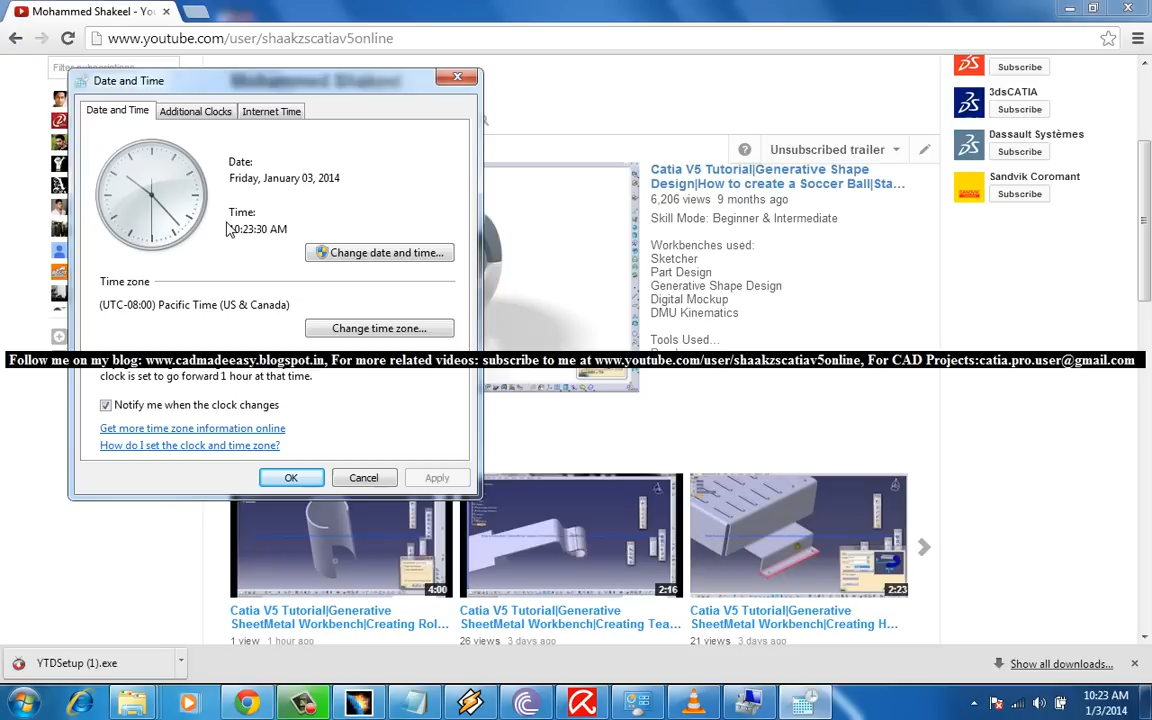 Mohammed Shakeel - Yo
www.youtube.com/user/shaakzscatiav5online
Filter subscriptions
Mohammed Shakeel
Date and Time
Date and Time
Additional Clocks
Internet Time
Date:
Friday, January 03, 2014
Time:
10:23:30 AM
Change date and time...
Time zone
(UTC-08:00) Pacific Time (US & Canada)
Change time zone...
Follow me on my blog: www.cadmadeeasy.blogspot.in, For more related videos: subscribe to me at www.youtube.com/user/shaakzscatiav5online, For CAD Projects:catia.pro.user@gmail.com
clock is set to go forward 1 hour at that time.
Notify me when the clock changes
Get more time zone information online
How do I set the clock and time zone?
OK
Cancel
Apply
Unsubscribed trailer
Catia V5 Tutorial|Generative Shape
Design|How to create a Soccer Ball|Sta...
6,206 views 9 months ago
Skill Mode: Beginner & Intermediate
Workbenches used:
Sketcher
Part Design
Generative Shape Design
Digital Mockup
DMU Kinematics
Tools Used...
Subscribe
3dsCATIA
Subscribe
Dassault Systèmes
Subscribe
Sandvik Coromant
Subscribe
4:00
Catia V5 Tutorial|Generative
SheetMetal Workbench|Creating Rol...
1 view 1 hour ago
2:16
Catia V5 Tutorial|Generative
SheetMetal Workbench|Creating Tea...
26 views 3 days ago
2:23
Catia V5 Tutorial|Generative
SheetMetal Workbench|Creating H...
21 views 3 days ago
YTDSetup (1).exe
Show all downloads...
10:23 AM
1/3/2014